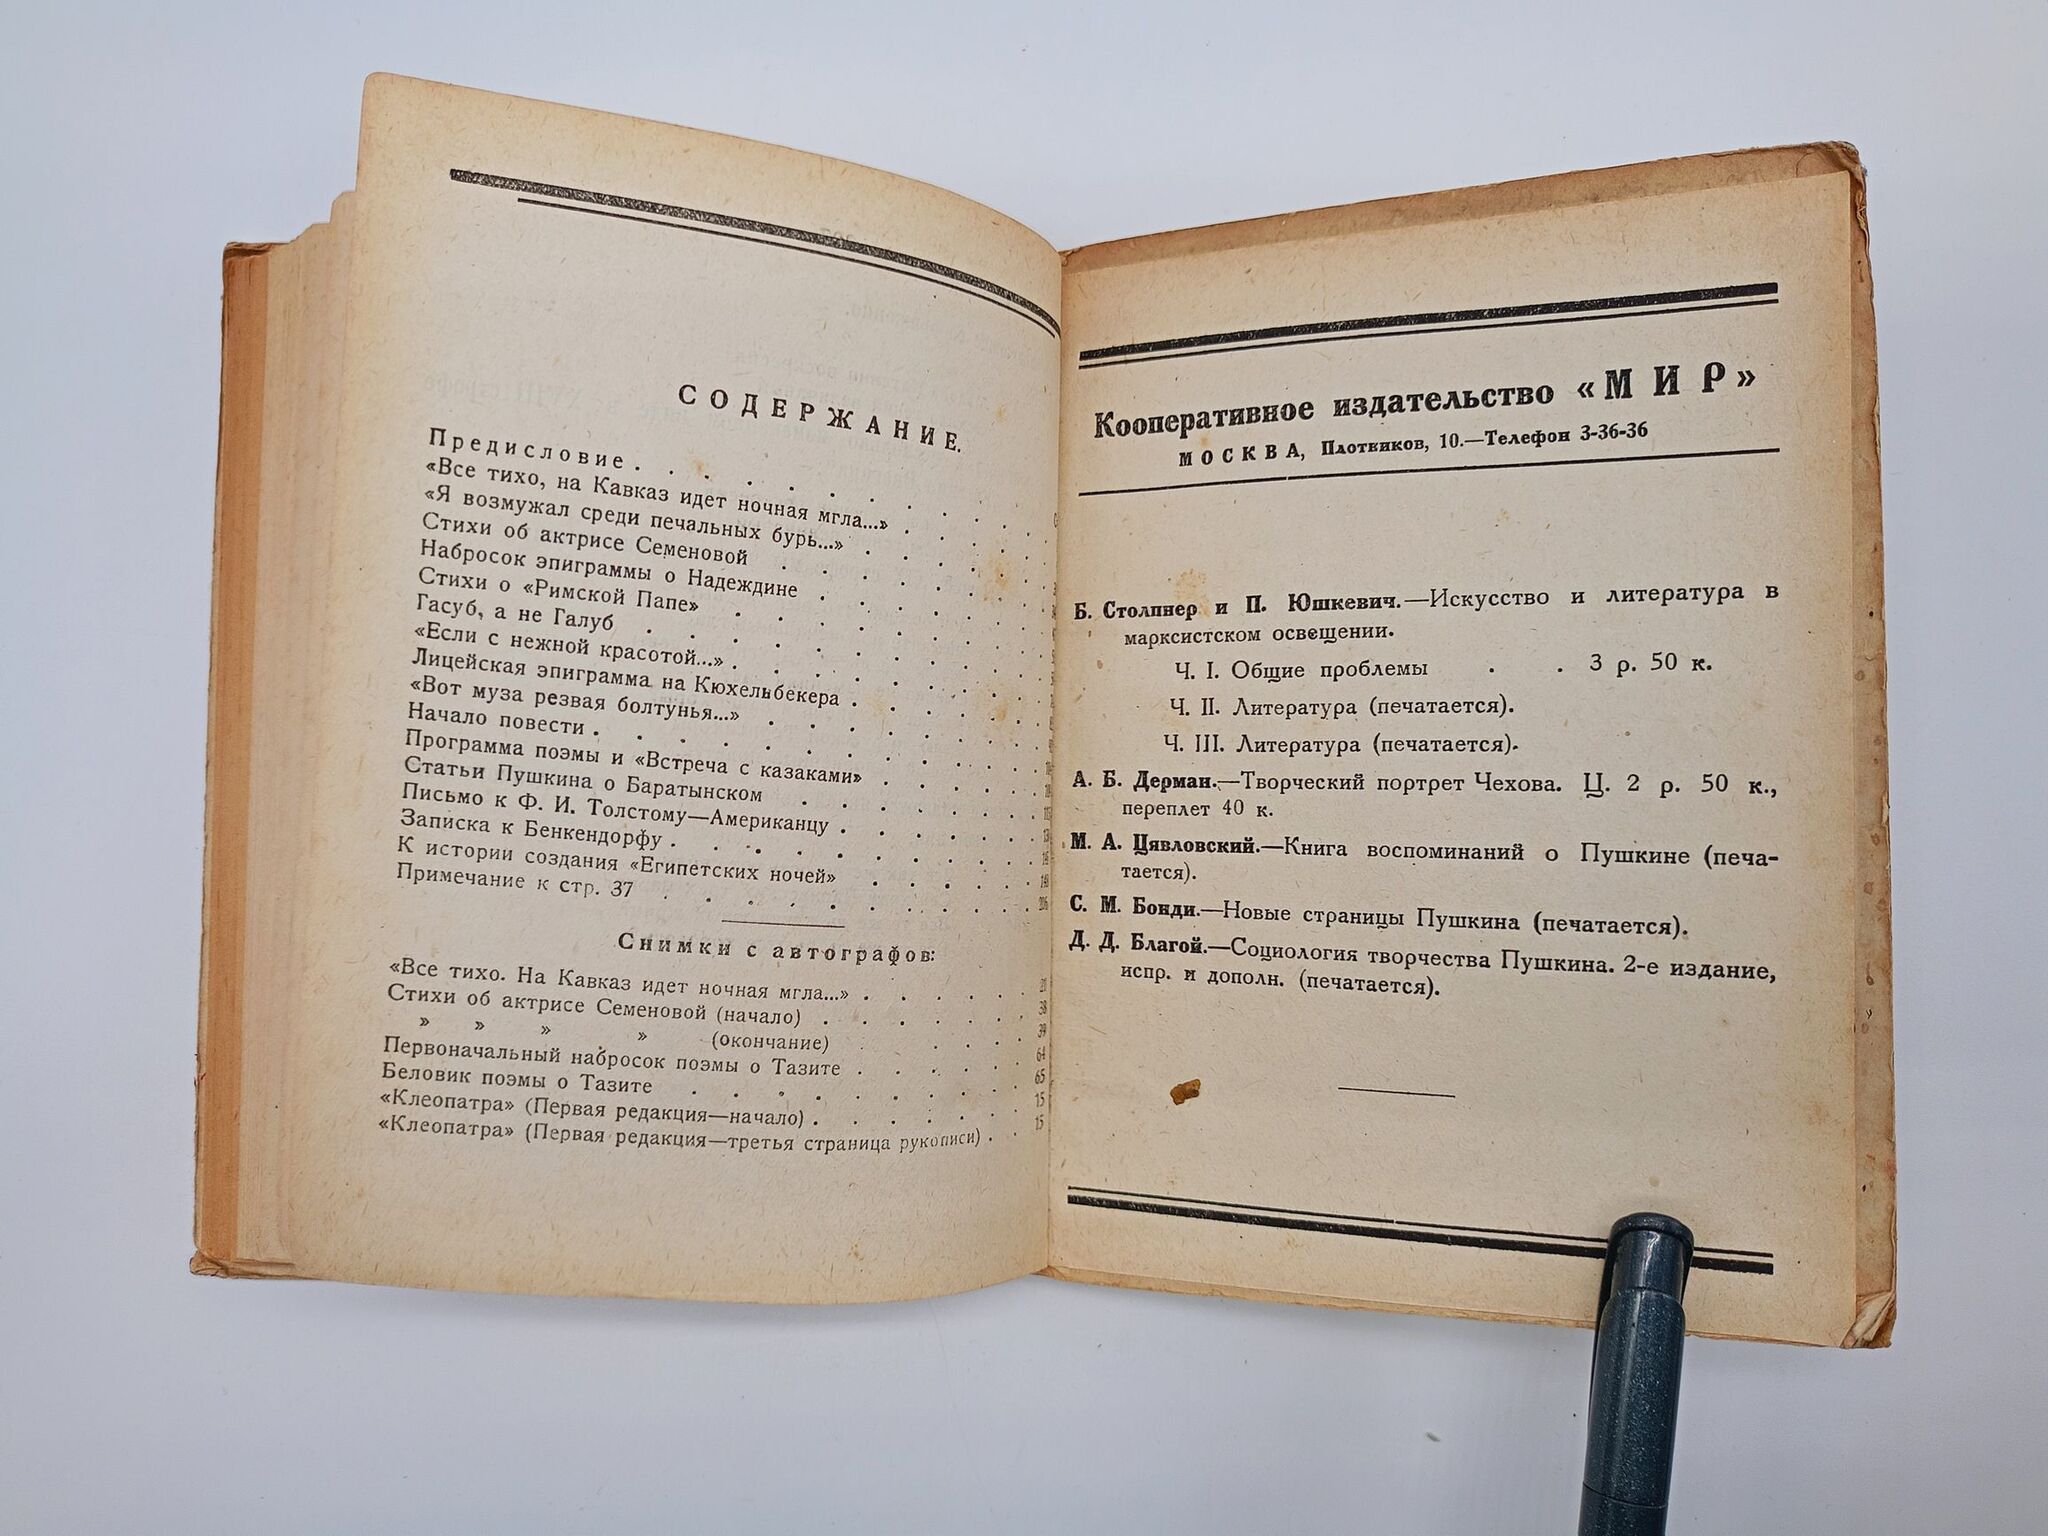 СОДЕРЖАНИЕ.
Предисловие . . . . . .
«Все тихо, на Кавказ идет ночная мгла...» . . . .
«Я возмужал среди печальных бурь...» . . . . .
Стихи об актрисе Семеновой . . . . . . .
Набросок эпиграммы о Надеждине . . . . . .
Стихи о «Римской Папе» . . . . . . . .
Гасуб, а не Галуб . . . . . . . . . .
«Если с нежной красотой...» . . . . . . . .
Лицейская эпиграмма на Кюхельбекера . . . . .
«Вот муза резвая болтунья...» . . . . . . .
Начало повести . . . . . . . . . . .
Программа поэмы и «Встреча с казаками» . . . .
Статьи Пушкина о Баратынском . . . . . . .
Письмо к Ф. И. Толстому—Американцу . . . . .
Записка к Бенкендорфу . . . . . . . . .
К истории создания «Египетских ночей» . . . .
Примечание к стр. 37 . . . . . . . . 206
Снимки с автографов:
«Все тихо. На Кавказ идет ночная мгла...» . . . . 21
Стихи об актрисе Семеновой (начало) . . . . . . 38
» » » » (окончание) . . . 39
Первоначальный набросок поэмы о Тазите . . . . . 64
Беловик поэмы о Тазите . . . . . . . . . 65
«Клеопатра» (Первая редакция—начало) . . . . . .
«Клеопатра» (Первая редакция—третья страница рукописи) . .
Кооперативное издательство «МИР»
МОСКВА, Плотников, 10.—Телефон 3-36-36
Б. Столпнер и П. Юшкевич.—Искусство и литература в
марксистском освещении.
Ч. I. Общие проблемы . . 3 р. 50 к.
Ч. II. Литература (печатается).
Ч. III. Литература (печатается).
А. Б. Дерман.—Творческий портрет Чехова. Ц. 2 р. 50 к.,
переплет 40 к.
М. А. Цявловский.—Книга воспоминаний о Пушкине (печа-
тается).
С. М. Бонди.—Новые страницы Пушкина (печатается).
Д. Д. Благой.—Социология творчества Пушкина. 2-е издание,
испр. и дополн. (печатается).